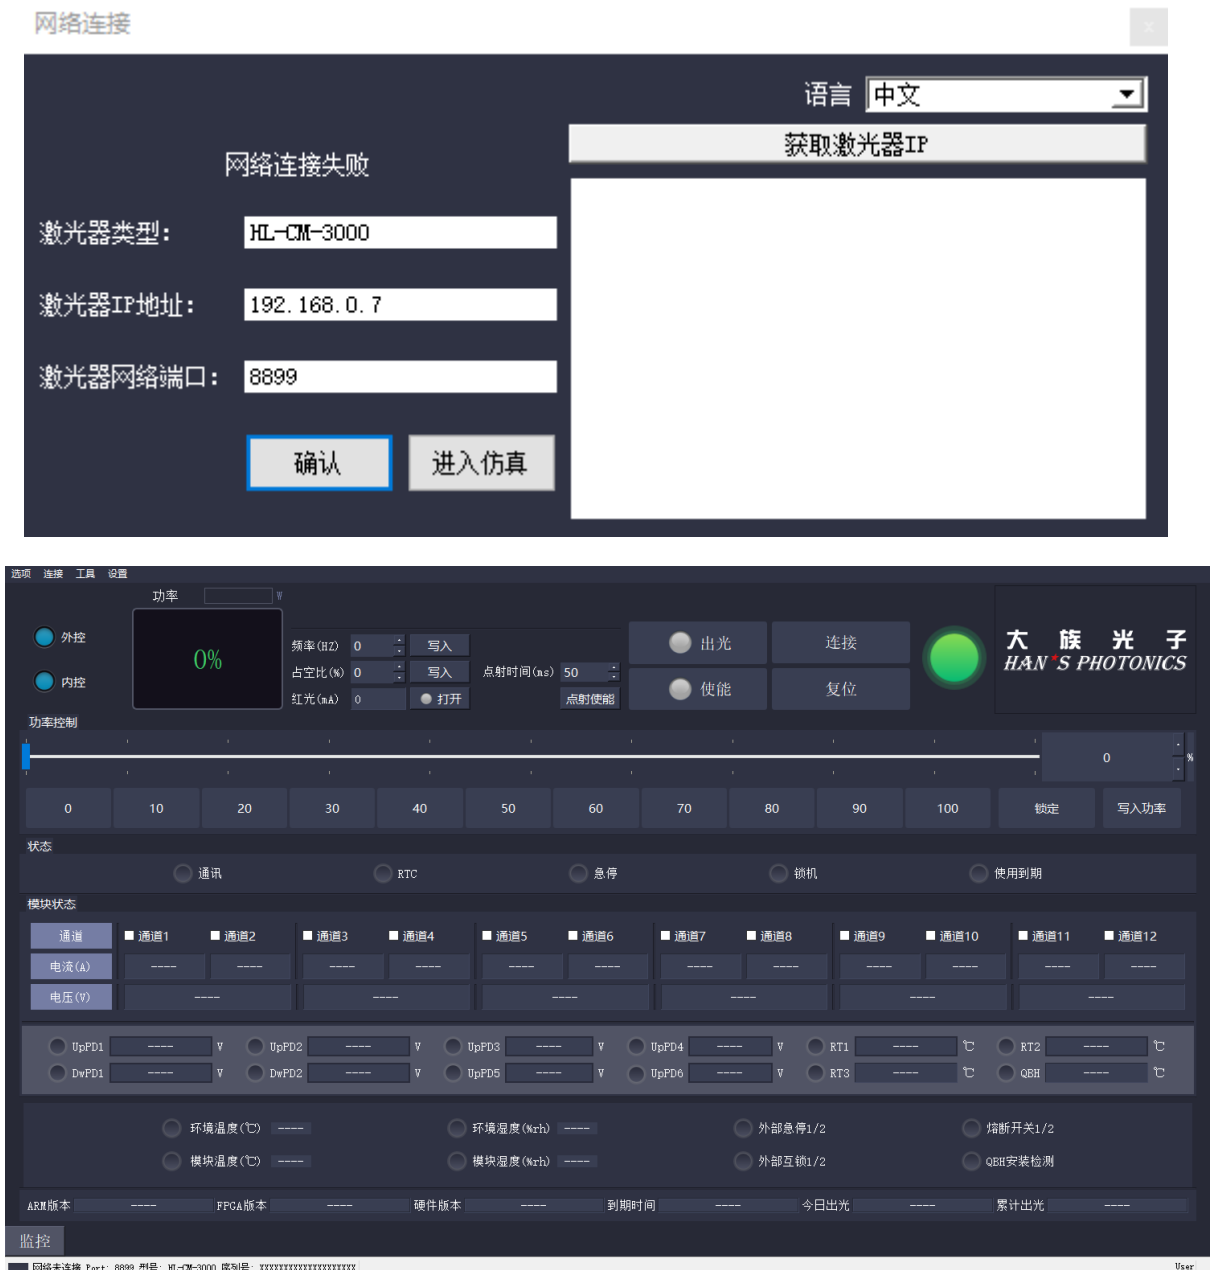 网络连接
x
语言 中文
获取激光器IP
网络连接失败
激光器类型: HL-CM-3000
激光器IP地址: 192.168.0.7
激光器网络端口: 8899
确认 进入仿真
选项 连接 工具 设置
功率 W
外控
内控
0%
频率(HZ) 0 写入
占空比(%) 0 写入 点射时间(ms) 50
红光(mA) 0 打开 点射使能
出光 连接
使能 复位
大族光子
HAN*S PHOTONICS
功率控制
0 %
0 10 20 30 40 50 60 70 80 90 100 锁定 写入功率
状态
通讯 RTC 急停 锁机 使用到期
模块状态
通道 通道1 通道2 通道3 通道4 通道5 通道6 通道7 通道8 通道9 通道10 通道11 通道12
电流(A) ---- ---- ---- ---- ---- ---- ---- ---- ---- ---- ---- ----
电压(V) ---- ---- ---- ---- ---- ----
UpPD1 ---- V UpPD2 ---- V UpPD3 ---- V UpPD4 ---- V RT1 ---- ℃ RT2 ---- ℃
DwPD1 ---- V DwPD2 ---- V UpPD5 ---- V UpPD6 ---- V RT3 ---- ℃ QBH ---- ℃
环境温度(℃) ---- 环境湿度(%rh) ---- 外部急停1/2 熔断开关1/2
模块温度(℃) ---- 模块湿度(%rh) ---- 外部互锁1/2 QBH安装检测
ARM版本 ---- FPGA版本 ---- 硬件版本 ---- 到期时间 ---- 今日出光 ---- 累计出光 ----
监控
网络未连接 Port: 8899 型号: HL-CM-3000 序列号: XXXXXXXXXXXXXXXXXXX User